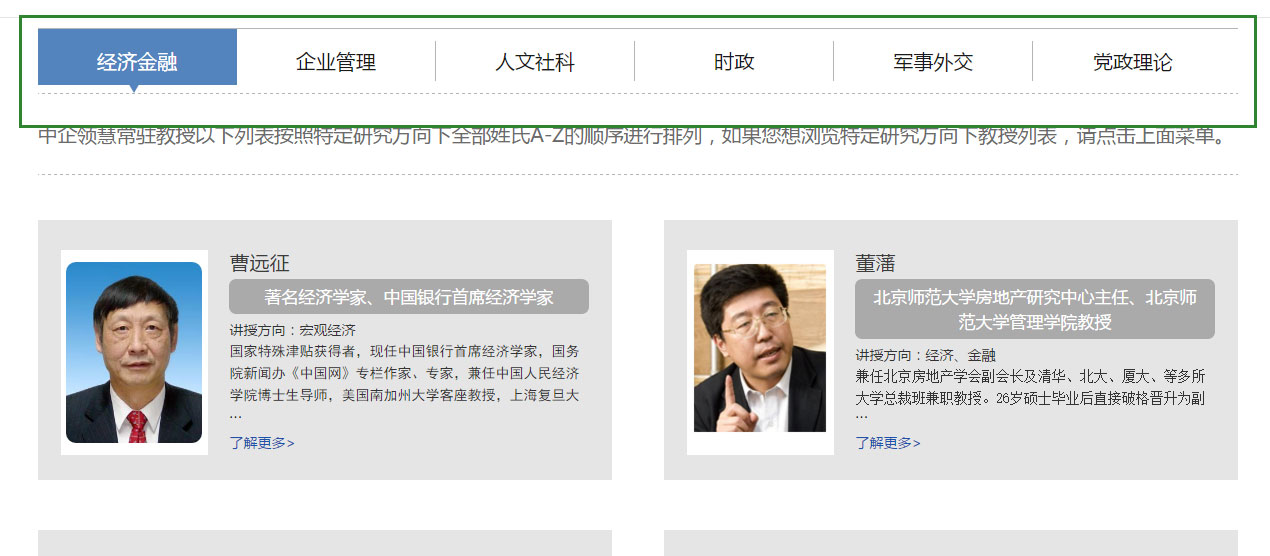 经济金融
企业管理
人文社科
时政
军事外交
党政理论
中企领慧常驻教授以下列表按照特定研究方向下全部姓氏A-Z的顺序进行排列，如果您想浏览特定研究方向下教授列表，请点击上面菜单。
曹远征
著名经济学家、中国银行首席经济学家
讲授方向：宏观经济
国家特殊津贴获得者，现任中国银行首席经济学家，国务
院新闻办《中国网》专栏作家、专家，兼任中国人民经济
学院博士生导师，美国南加州大学客座教授，上海复旦大
...
了解更多>
董藩
北京师范大学房地产研究中心主任、北京师
范大学管理学院教授
讲授方向：经济、金融
兼任北京房地产学会副会长及清华、北大、厦大、等多所
大学总裁班兼职教授。26岁硕士毕业后直接破格晋升为副
...
了解更多>